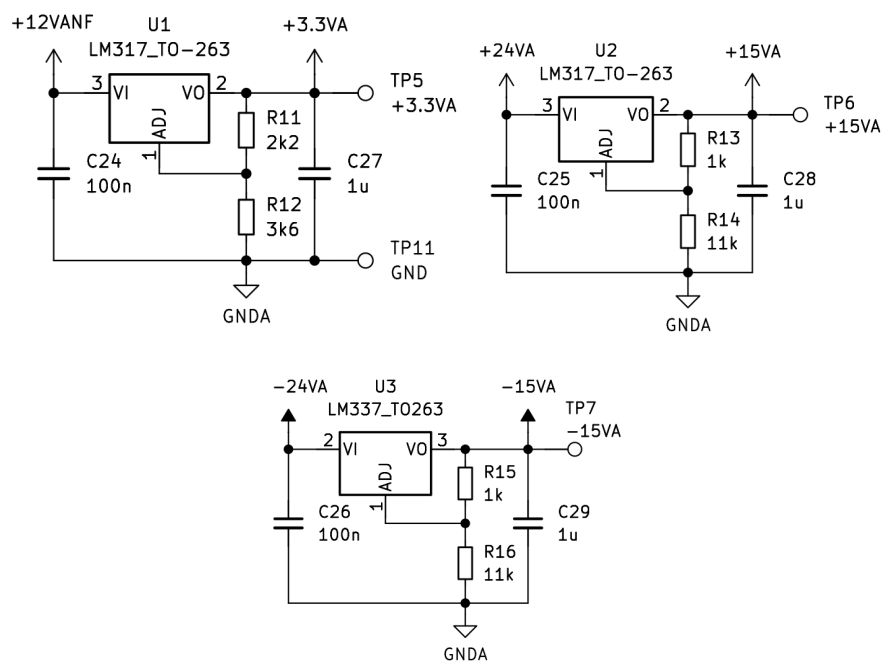 +12VANF
U1
LM317_TO-263
+3.3VA
3
VI
VO
2
ADJ
1
TP5
+3.3VA
R11
2k2
C24
100n
C27
1u
R12
3k6
TP11
GND
GNDA
+24VA
U2
LM317_TO-263
+15VA
3
VI
VO
2
ADJ
1
TP6
+15VA
R13
1k
C25
100n
C28
1u
R14
11k
GNDA
-24VA
U3
LM337_TO263
-15VA
TP7
-15VA
2
VI
VO
3
ADJ
1
R15
1k
C26
100n
C29
1u
R16
11k
GNDA